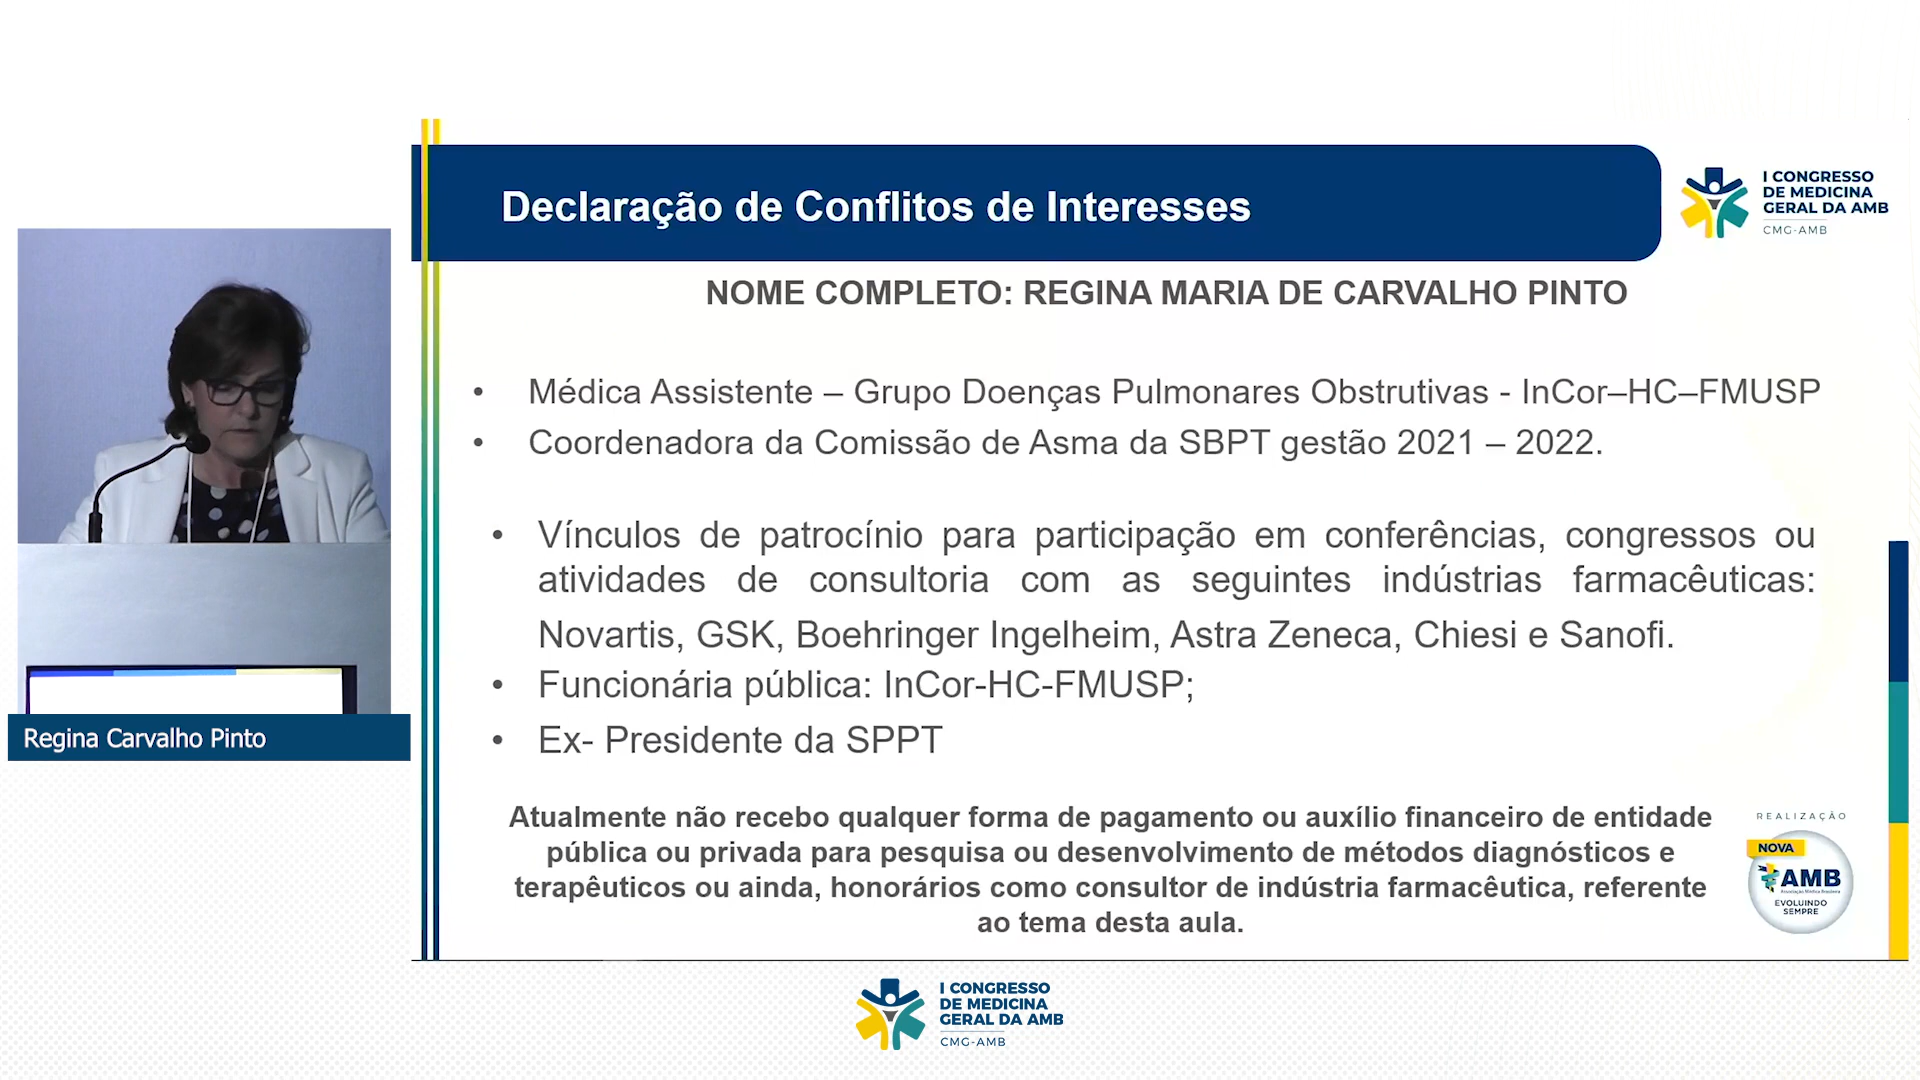 Declaração de Conflitos de Interesses
I CONGRESSO
DE MEDICINA
GERAL DA AMB
CMG-AMB
NOME COMPLETO: REGINA MARIA DE CARVALHO PINTO
• Médica Assistente – Grupo Doenças Pulmonares Obstrutivas - InCor–HC–FMUSP
• Coordenadora da Comissão de Asma da SBPT gestão 2021 – 2022.
• Vínculos de patrocínio para participação em conferências, congressos ou
atividades de consultoria com as seguintes indústrias farmacêuticas:
Novartis, GSK, Boehringer Ingelheim, Astra Zeneca, Chiesi e Sanofi.
• Funcionária pública: InCor-HC-FMUSP;
• Ex- Presidente da SPPT
Regina Carvalho Pinto
Atualmente não recebo qualquer forma de pagamento ou auxílio financeiro de entidade
pública ou privada para pesquisa ou desenvolvimento de métodos diagnósticos e
terapêuticos ou ainda, honorários como consultor de indústria farmacêutica, referente
ao tema desta aula.
REALIZAÇÃO
NOVA
AMB
Associação Médica Brasileira
EVOLUINDO
SEMPRE
I CONGRESSO
DE MEDICINA
GERAL DA AMB
CMG-AMB